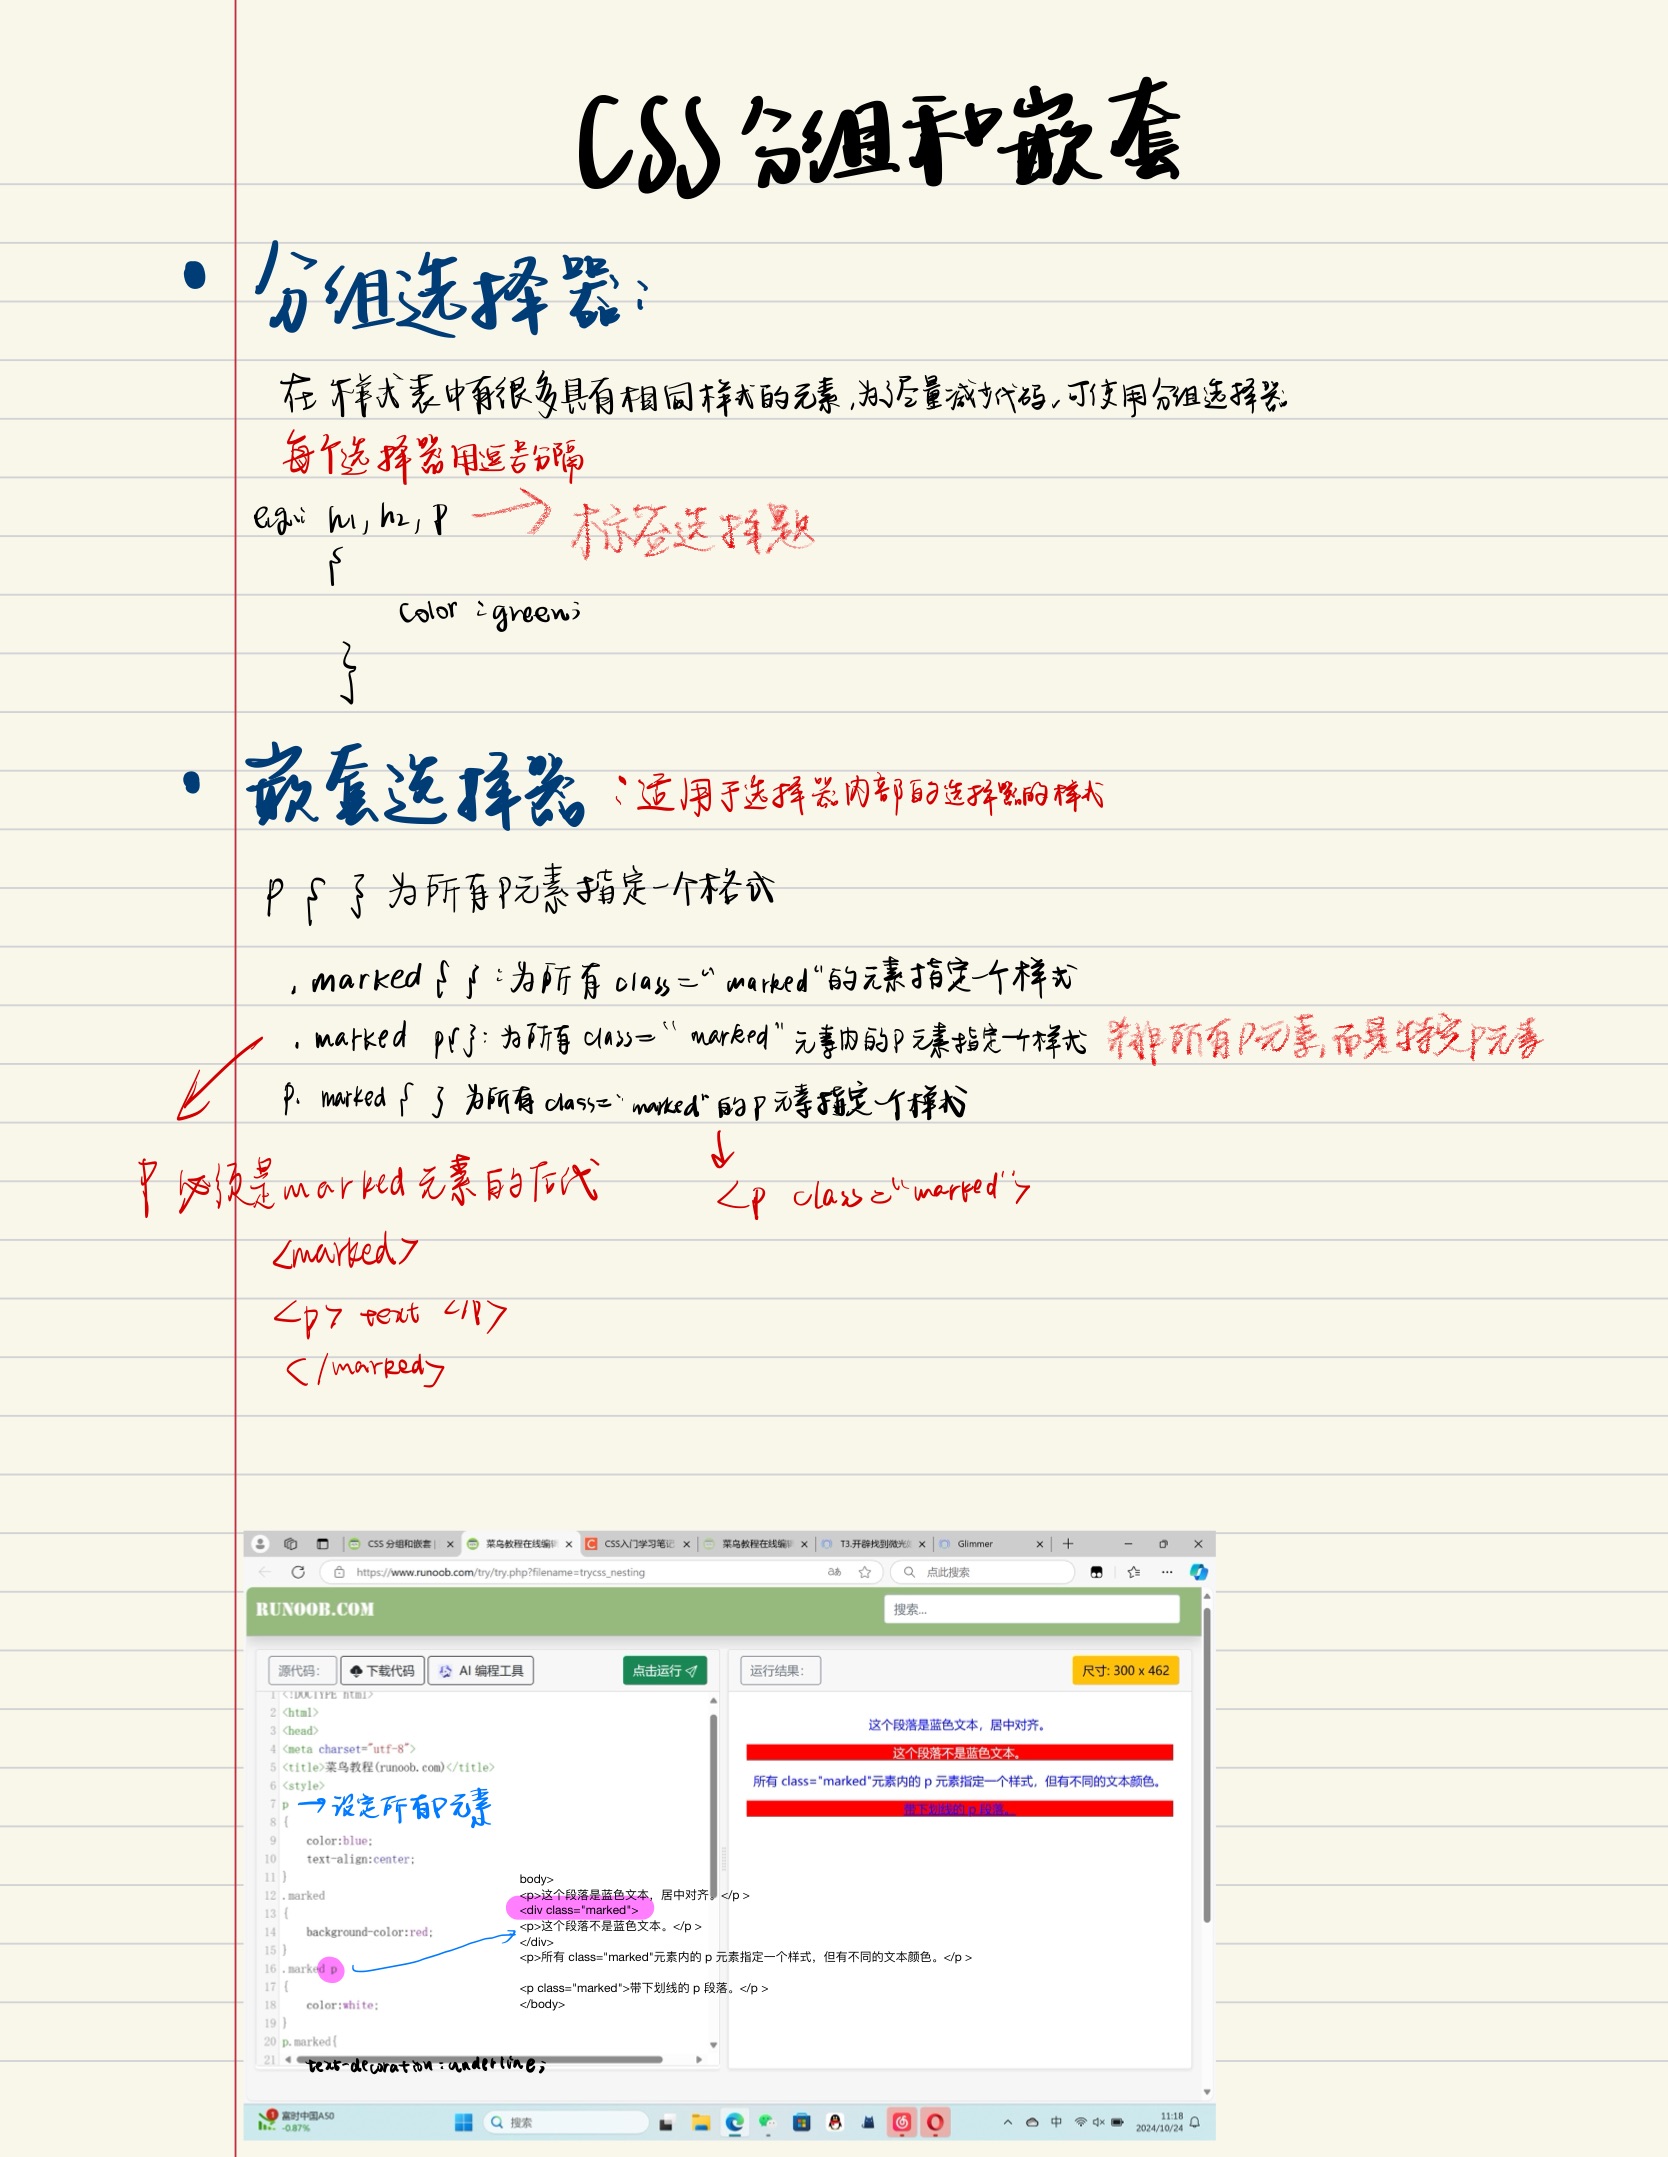 CSS分组和嵌套
• 分组选择器:
在样式表中有很多具有相同样式的元素,为了尽量减少代码,可使用分组选择器
每个选择器用逗号分隔
e.g.: h1, h2, p → 标签选择题
{
color : green;
}
• 嵌套选择器 : 适用于选择器内部的选择器的样式
p { } 为所有p元素指定一个格式
. marked { } : 为所有 class="marked"的元素指定一个样式
. marked p{ } : 为所有 class="marked" 元素内的p元素指定一个样式 并非所有P元素,而是特定p元素
p. marked { } 为所有 class="marked"的p元素指定一个样式
P 必须是marked元素的后代
<p class="marked">
<marked>
<p> text </p>
</marked>
CSS 分组和嵌套
菜鸟教程在线编辑
CSS入门学习笔记
菜鸟教程在线编辑
T3.开辟找到微光
Glimmer
https://www.runoob.com/try/try.php?filename=trycss_nesting
点此搜索
RUNOOB.COM
搜索...
源代码: 下载代码 AI 编程工具 点击运行
运行结果: 尺寸: 300 x 462
1 <!DOCTYPE html>
2 <html>
3 <head>
4 <meta charset="utf-8">
5 <title>菜鸟教程(runoob.com)</title>
6 <style>
7 p → 设定所有P元素
8 {
9 color:blue;
10 text-align:center;
11 }
12 .marked
13 {
14 background-color:red;
15 }
16 .marked p
17 {
18 color:white;
19 }
20 p.marked{
21 text-decoration:underline;
body>
<p>这个段落是蓝色文本,居中对齐。</p >
<div class="marked">
<p>这个段落不是蓝色文本。</p >
</div>
<p>所有 class="marked"元素内的 p 元素指定一个样式,但有不同的文本颜色。</p >
<p class="marked">带下划线的 p 段落。</p >
</body>
这个段落是蓝色文本,居中对齐。
这个段落不是蓝色文本。
所有 class="marked"元素内的 p 元素指定一个样式,但有不同的文本颜色。
带下划线的 p 段落。
1
富时中国A50
-0.87%
搜索
中
11:18
2024/10/24